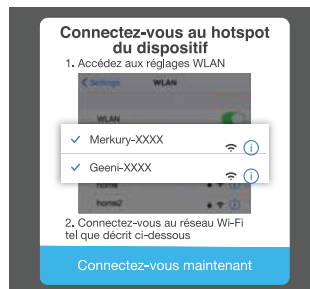 Connectez-vous au hotspot
du dispositif
1. Accédez aux réglages WLAN
Settings WLAN
WLAN
Merkury-XXXX
Geeni-XXXX
home
home2
2. Connectez-vous au réseau Wi-Fi
tel que décrit ci-dessous
Connectez-vous maintenant